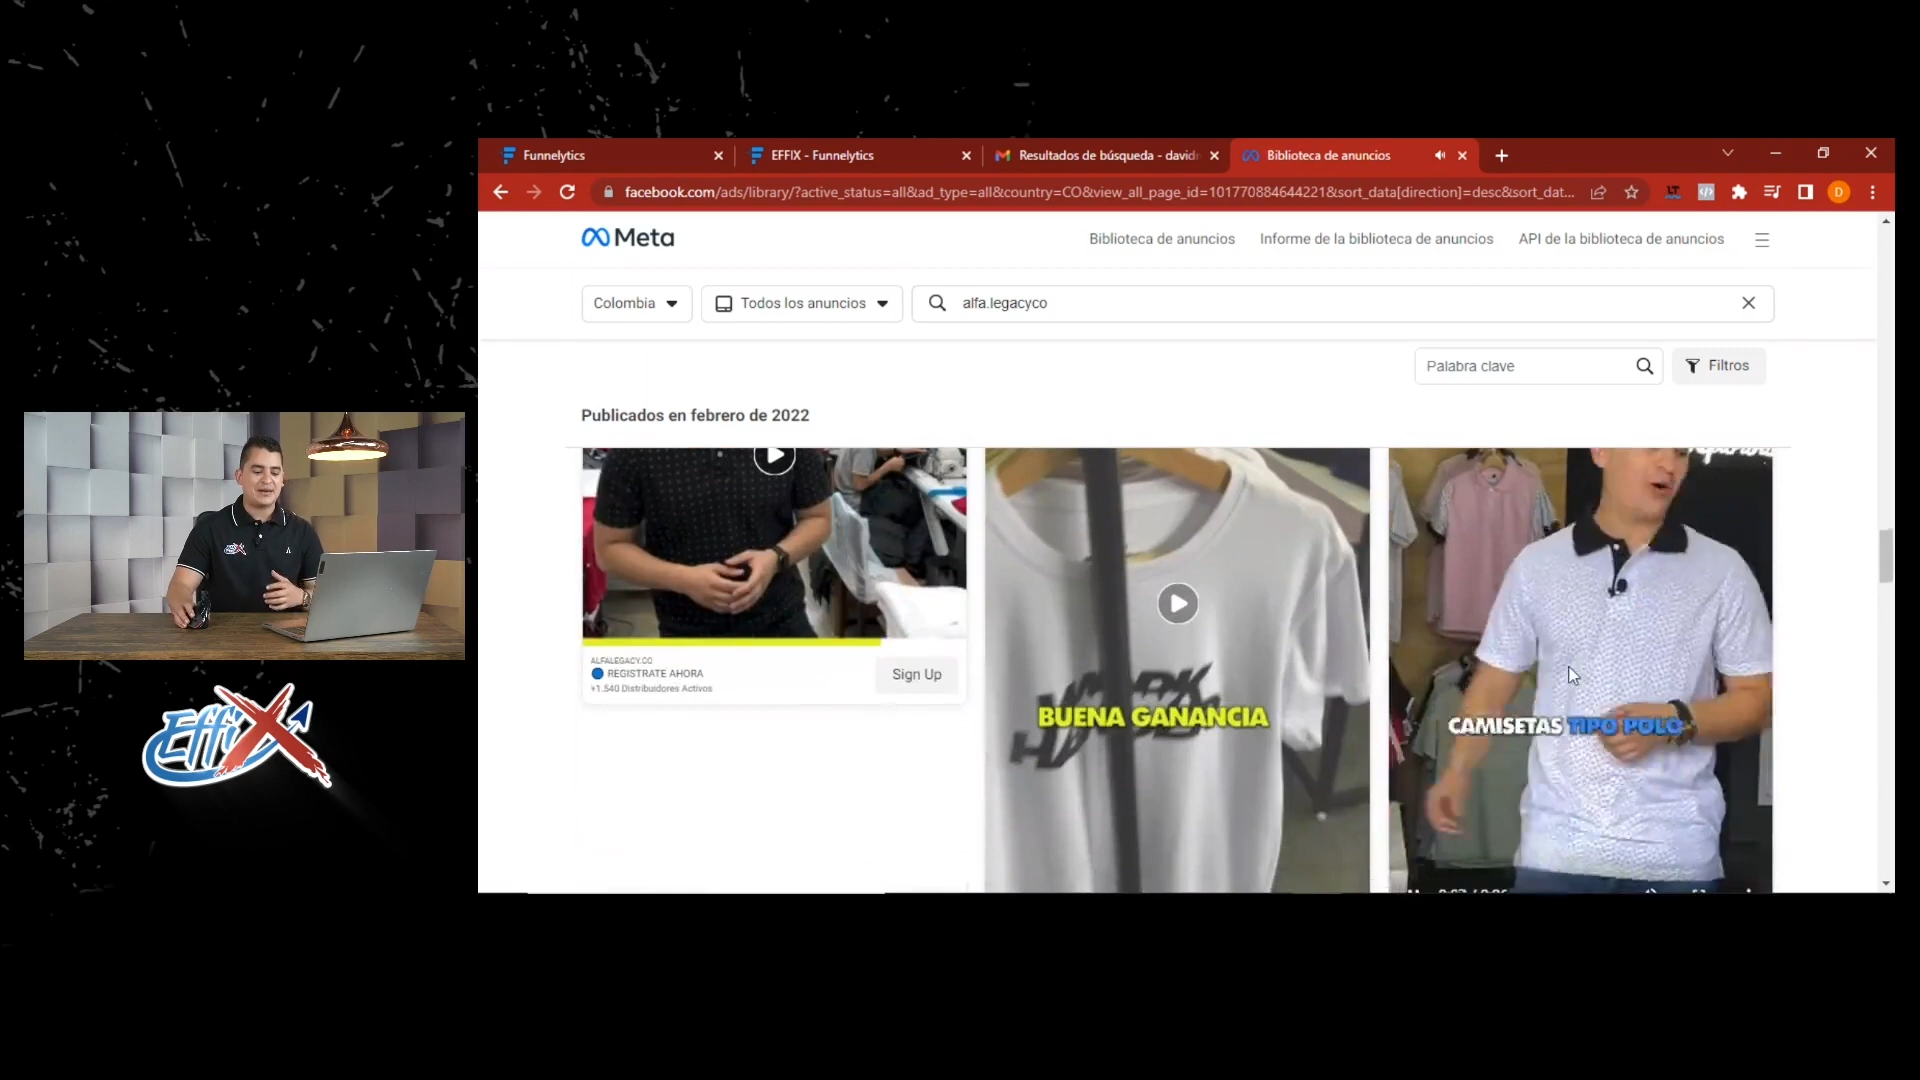 Funnelytics
EFFIX - Funnelytics
Resultados de búsqueda - david
Biblioteca de anuncios
facebook.com/ads/library/?active_status=all&ad_type=all&country=CO&view_all_page_id=101770884644221&sort_data[direction]=desc&sort_dat...
D
Meta
Biblioteca de anuncios
Informe de la biblioteca de anuncios
API de la biblioteca de anuncios
Colombia
Todos los anuncios
alfa.legacyco
Palabra clave
Filtros
Publicados en febrero de 2022
ALFALEGACY.CO
REGISTRATE AHORA
+1.540 Distribuidores Activos
Sign Up
BUENA GANANCIA
CAMISETAS TIPO POLO
EffiX